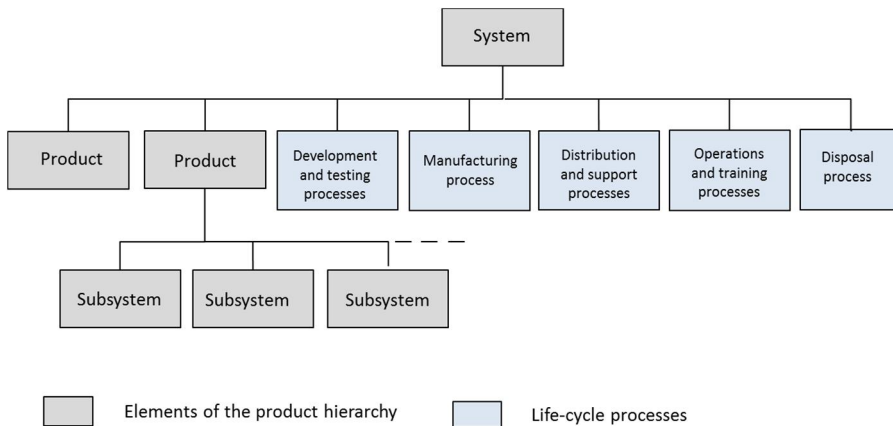 System
Product
Product
Development
and testing
processes
Manufacturing
process
Distribution
and support
processes
Operations
and training
processes
Disposal
process
Subsystem
Subsystem
Subsystem
Elements of the product hierarchy
Life-cycle processes